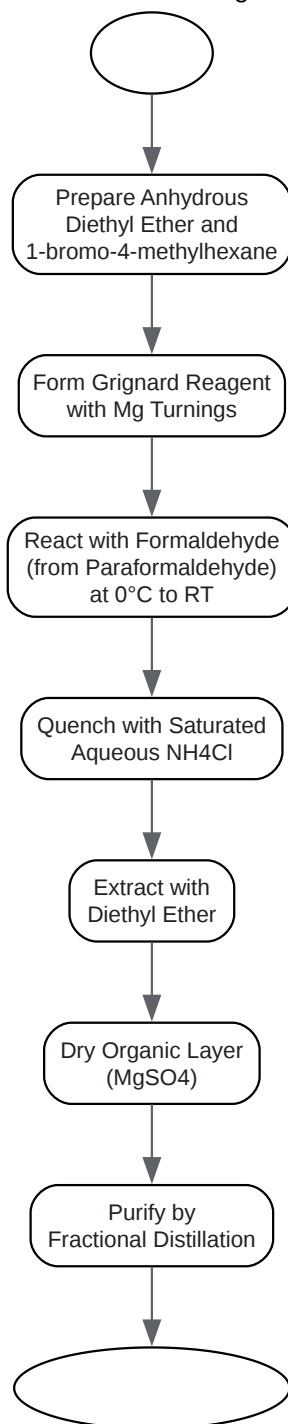 Prepare Anhydrous
Diethyl Ether and
1-bromo-4-methylhexane
Form Grignard Reagent
with Mg Turnings
React with Formaldehyde
(from Paraformaldehyde)
at 0°C to RT
Quench with Saturated
Aqueous NH4Cl
Extract with
Diethyl Ether
Dry Organic Layer
(MgSO4)
Purify by
Fractional Distillation